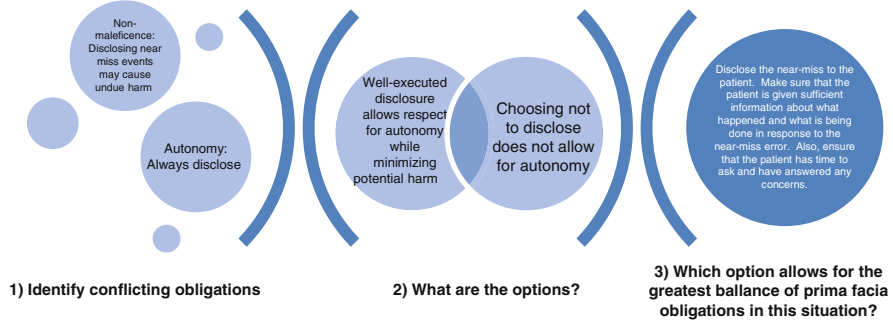 Non-
maleficence:
Disclosing near
miss events
may cause
undue harm
Autonomy:
Always disclose
1) Identify conflicting obligations
Well-executed
disclosure
allows respect
for autonomy
while
minimizing
potential harm
Choosing not
to disclose
does not allow
for autonomy
2) What are the options?
Disclose the near-miss to the
patient. Make sure that the
patient is given sufficient
information about what
happened and what is being
done in response to the
near-miss error. Also, ensure
that the patient has time to
ask and have answered any
concerns.
3) Which option allows for the
greatest ballance of prima facia
obligations in this situation?